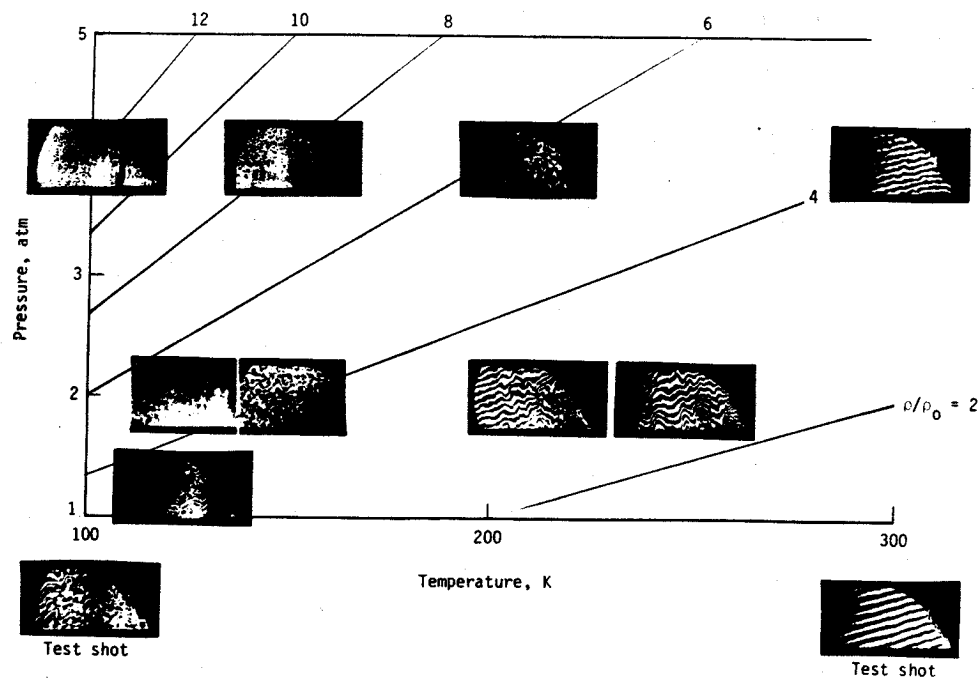 12 10 8 6
5
4
Pressure, atm
3
2
ρ/ρo = 2
1
100 200 300
Temperature, K
Test shot
Test shot